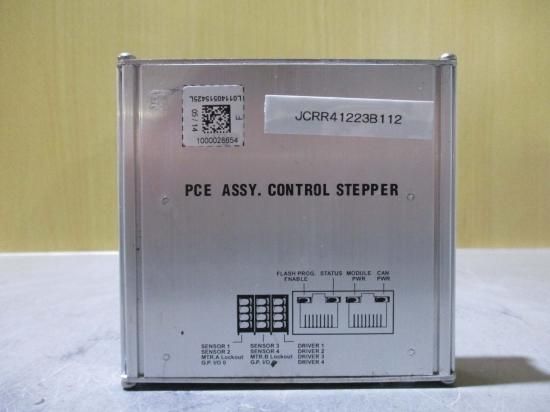 L01140515425L
05 / 14
E
1000028654
JCRR41223B112
PCE ASSY. CONTROL STEPPER
FLASH PROG. ENABLE
STATUS
MODULE PWR
CAN PWR
SENSOR 1
SENSOR 2
MTR.A Lockout
G.P. I/O 8
SENSOR 3
SENSOR 4
MTR.B Lockout
G.P. I/O
DRIVER 1
DRIVER 2
DRIVER 3
DRIVER 4